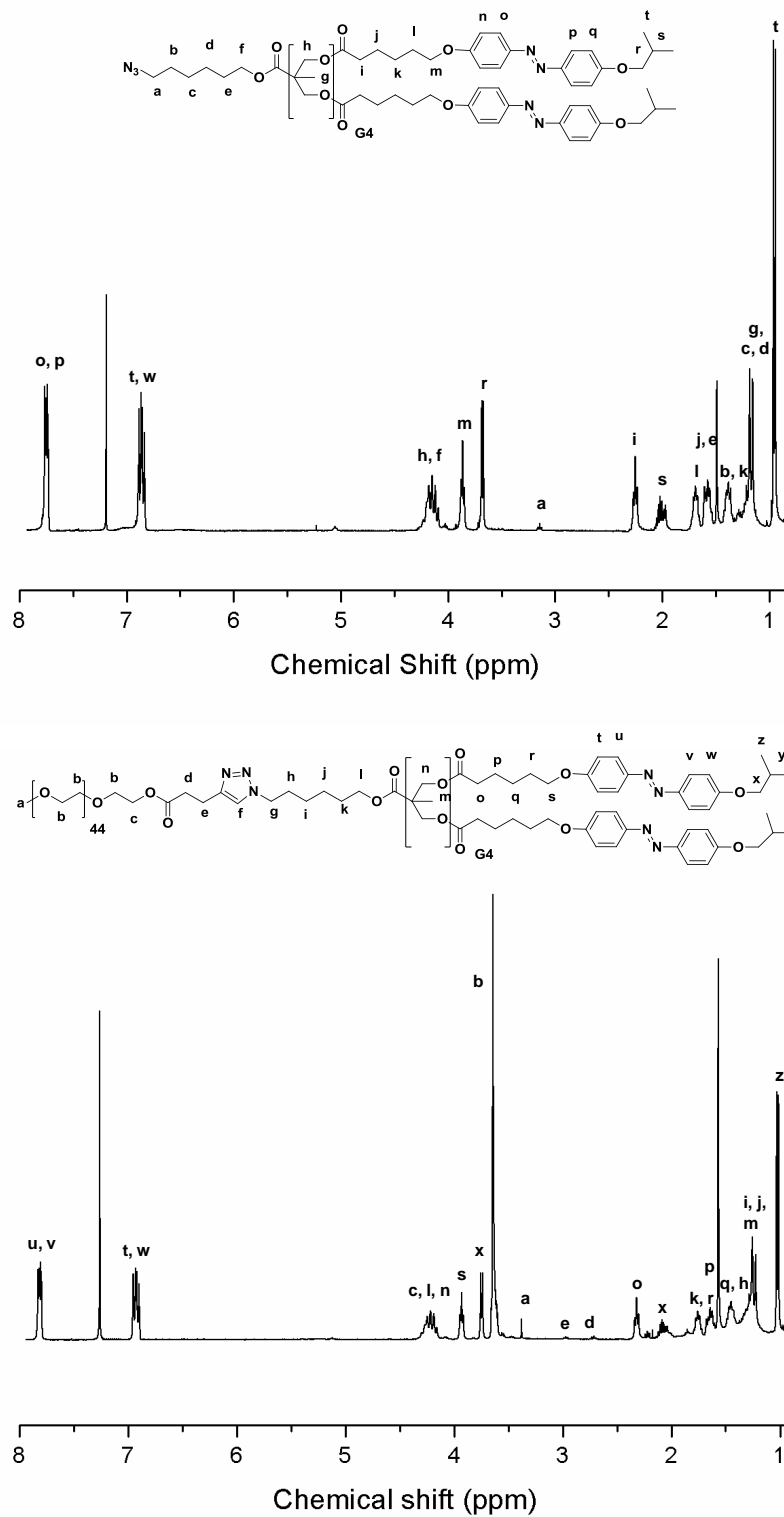 n o t
h j l p q t
b d f O O O N r s
N3 O g i k m N O
a c e O O
O N O
O G4 N
t
g,
c, d
o, p t, w
r
m i j, e
h, f l b, k
s
a
8 7 6 5 4 3 2 1
Chemical Shift (ppm)
t u z
n p r v w y
O
b b d N N h j l O O N x
a O O O N O m o q s N O
b 44 c O e f g i k O O
O G4 N O
N
b
z
i, j,
m
u, v t, w
x p
c, l, n s o q, h
a k, r
e d x
8 7 6 5 4 3 2 1
Chemical shift (ppm)